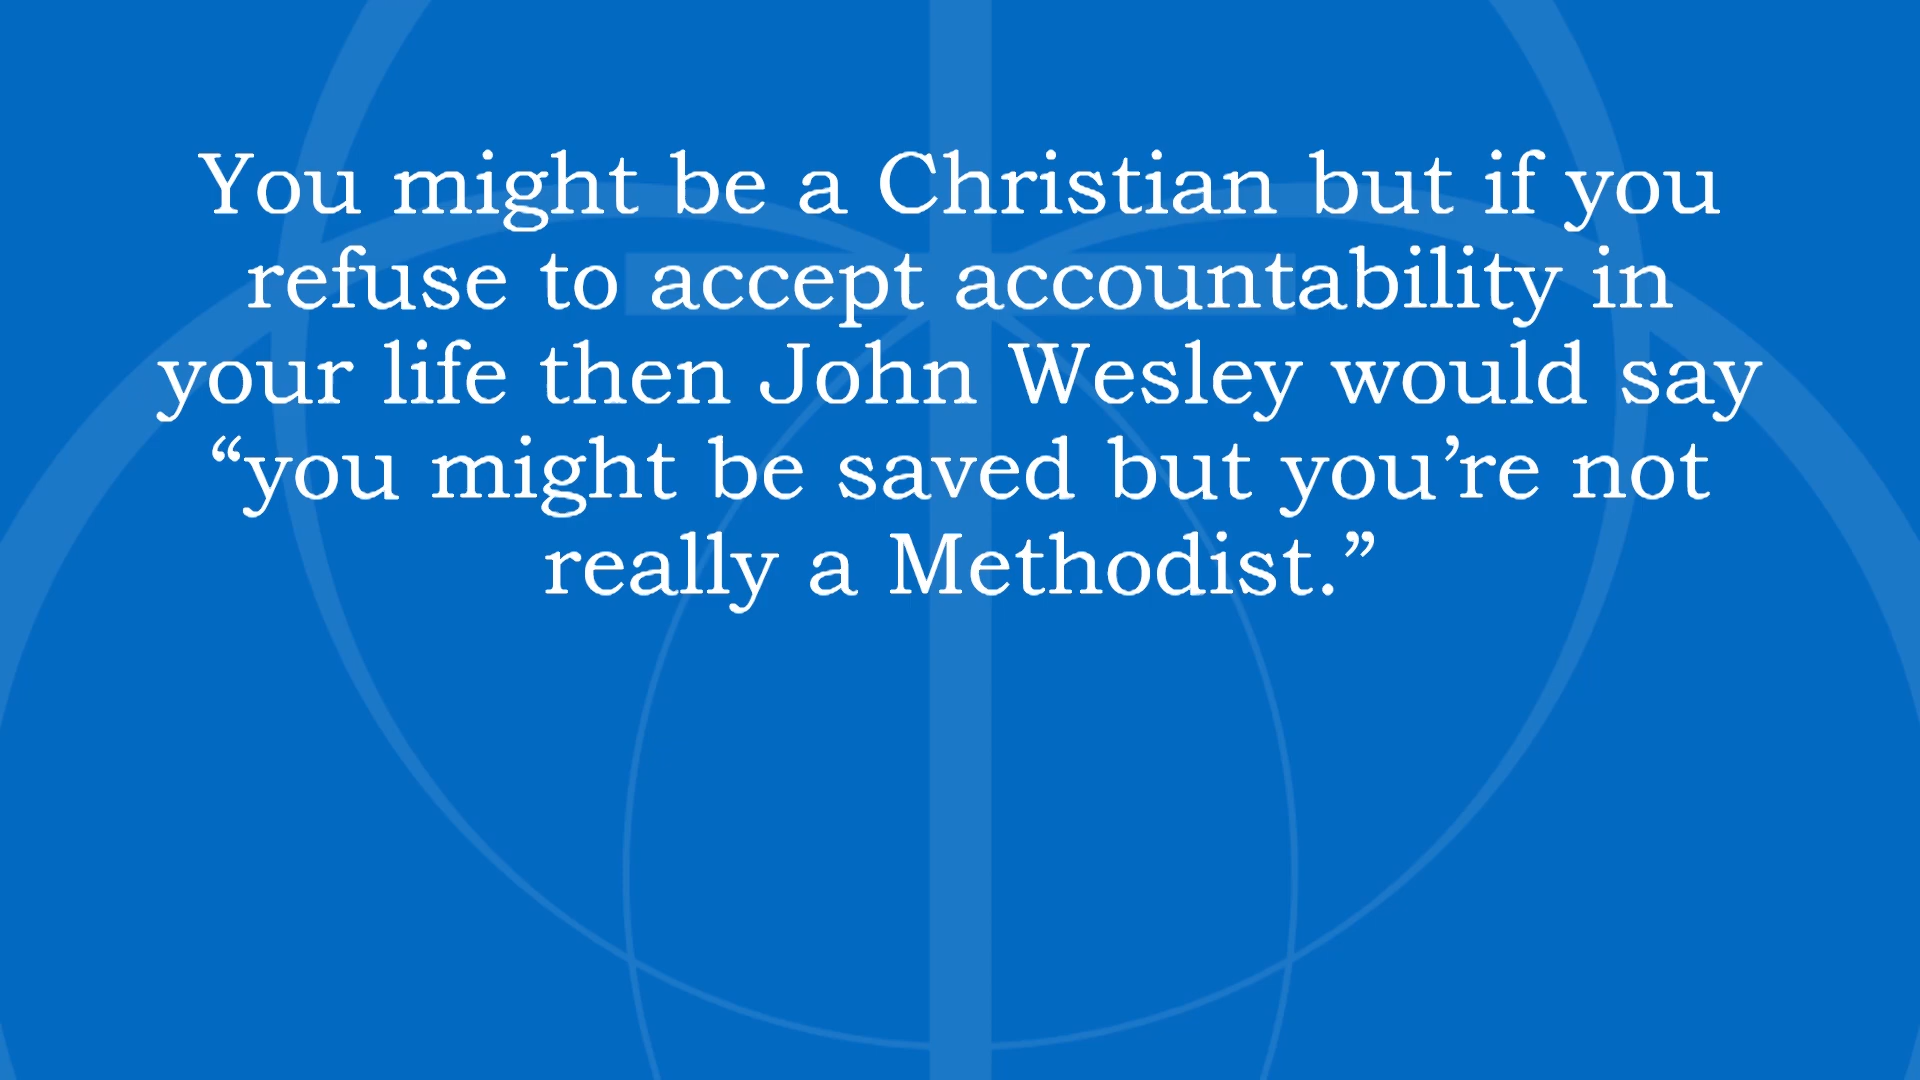 You might be a Christian but if you
refuse to accept accountability in
your life then John Wesley would say
“you might be saved but you’re not
really a Methodist.”